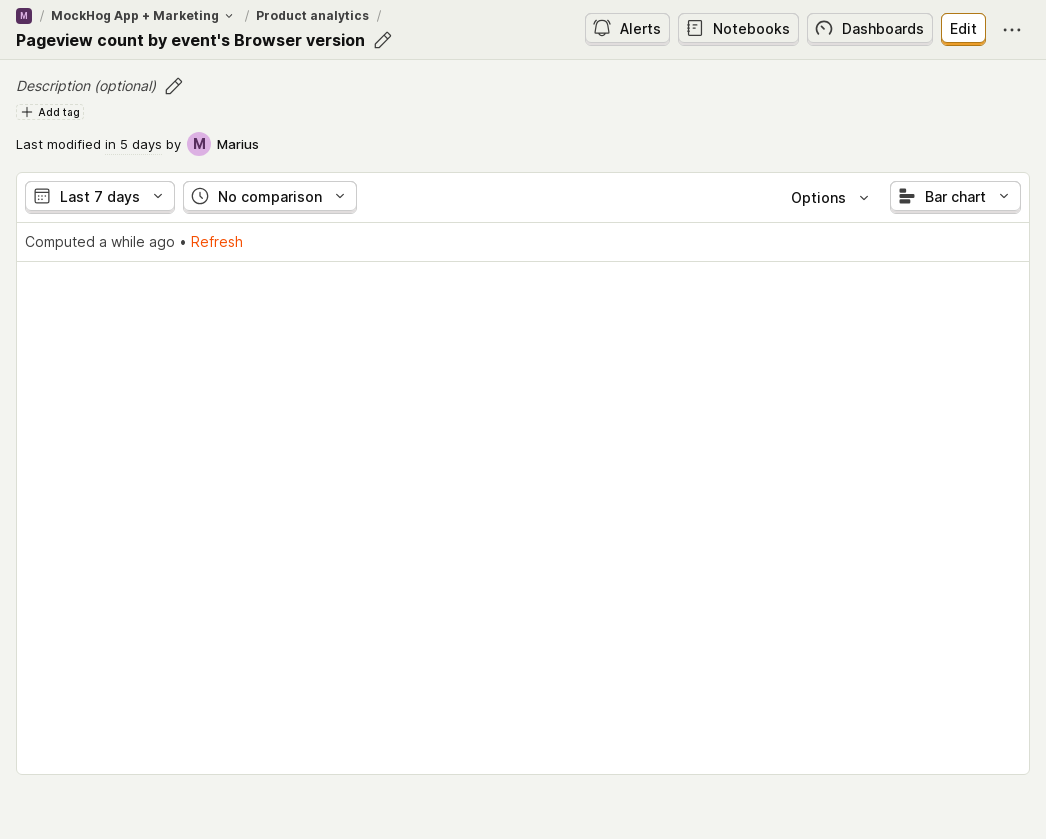 M / MockHog App + Marketing / Product analytics /
Pageview count by event's Browser version
Alerts Notebooks Dashboards Edit
Description (optional)
Add tag
Last modified in 5 days by M Marius
Last 7 days No comparison Options Bar chart
Computed a while ago • Refresh